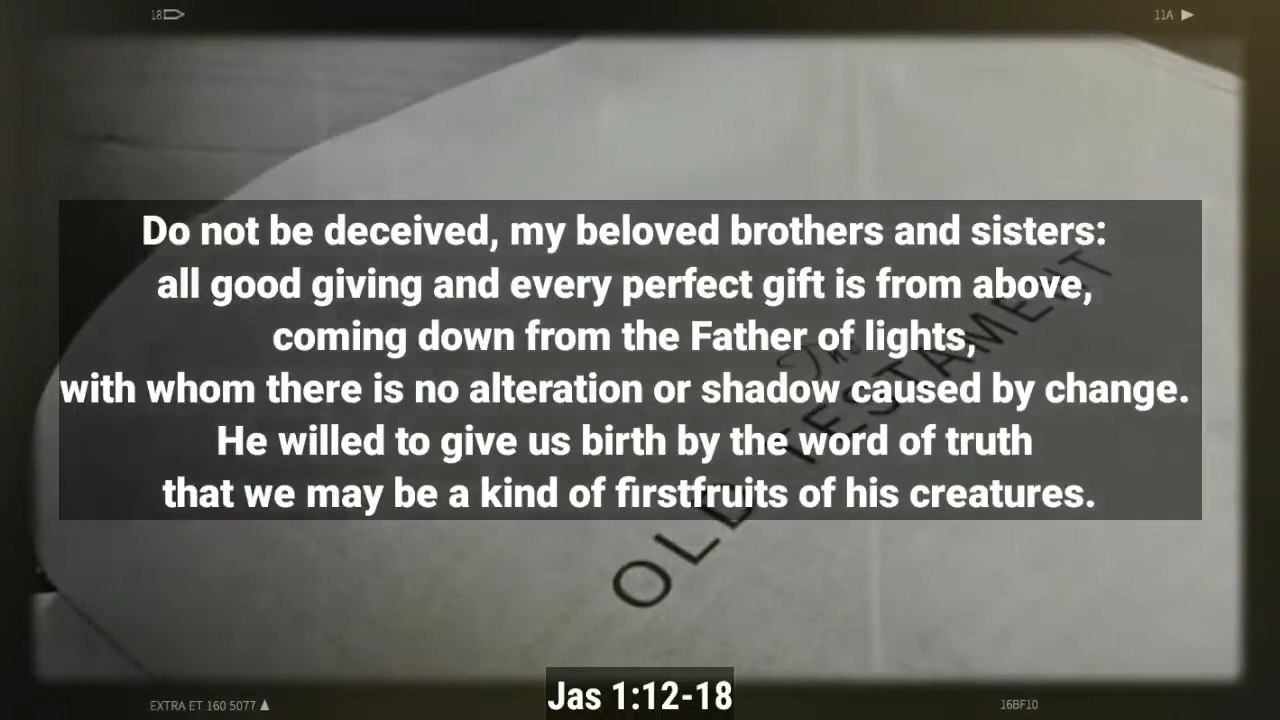 18
11A
Do not be deceived, my beloved brothers and sisters:
all good giving and every perfect gift is from above,
coming down from the Father of lights,
with whom there is no alteration or shadow caused by change.
He willed to give us birth by the word of truth
that we may be a kind of firstfruits of his creatures.
The
OLD TESTAMENT
Jas 1:12-18
EXTRA ET 160 5077
16BF10